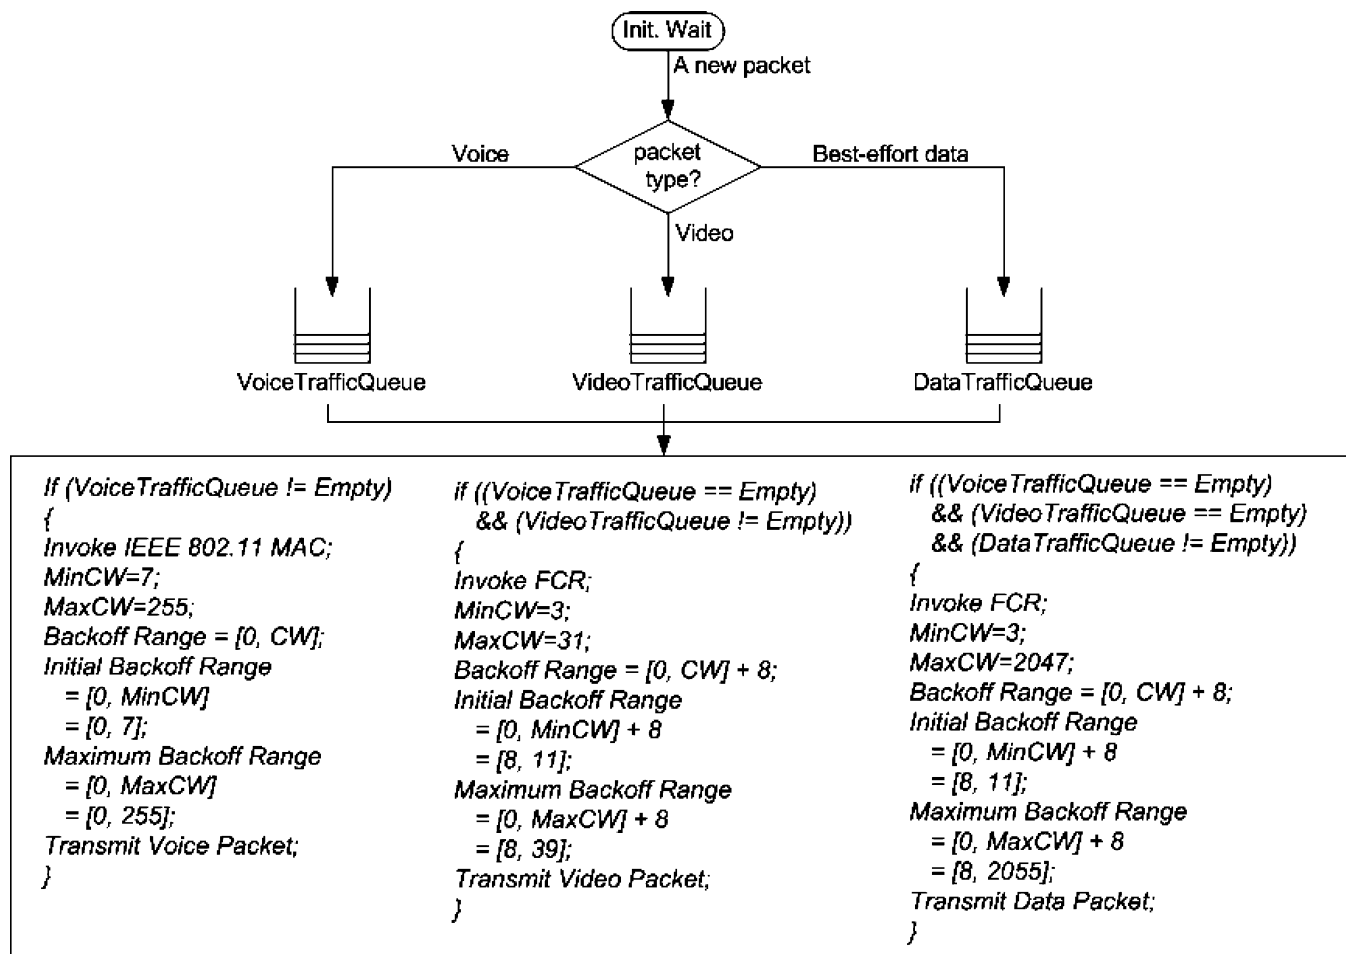 Init. Wait
A new packet
packet
type?
Voice
Best-effort data
Video
VoiceTrafficQueue
VideoTrafficQueue
DataTrafficQueue
If (VoiceTrafficQueue != Empty)
{
Invoke IEEE 802.11 MAC;
MinCW=7;
MaxCW=255;
Backoff Range = [0, CW];
Initial Backoff Range
= [0, MinCW]
= [0, 7];
Maximum Backoff Range
= [0, MaxCW]
= [0, 255];
Transmit Voice Packet;
}
if ((VoiceTrafficQueue == Empty)
&& (VideoTrafficQueue != Empty))
{
Invoke FCR;
MinCW=3;
MaxCW=31;
Backoff Range = [0, CW] + 8;
Initial Backoff Range
= [0, MinCW] + 8
= [8, 11];
Maximum Backoff Range
= [0, MaxCW] + 8
= [8, 39];
Transmit Video Packet;
}
if ((VoiceTrafficQueue == Empty)
&& (VideoTrafficQueue == Empty)
&& (DataTrafficQueue != Empty))
{
Invoke FCR;
MinCW=3;
MaxCW=2047;
Backoff Range = [0, CW] + 8;
Initial Backoff Range
= [0, MinCW] + 8
= [8, 11];
Maximum Backoff Range
= [0, MaxCW] + 8
= [8, 2055];
Transmit Data Packet;
}